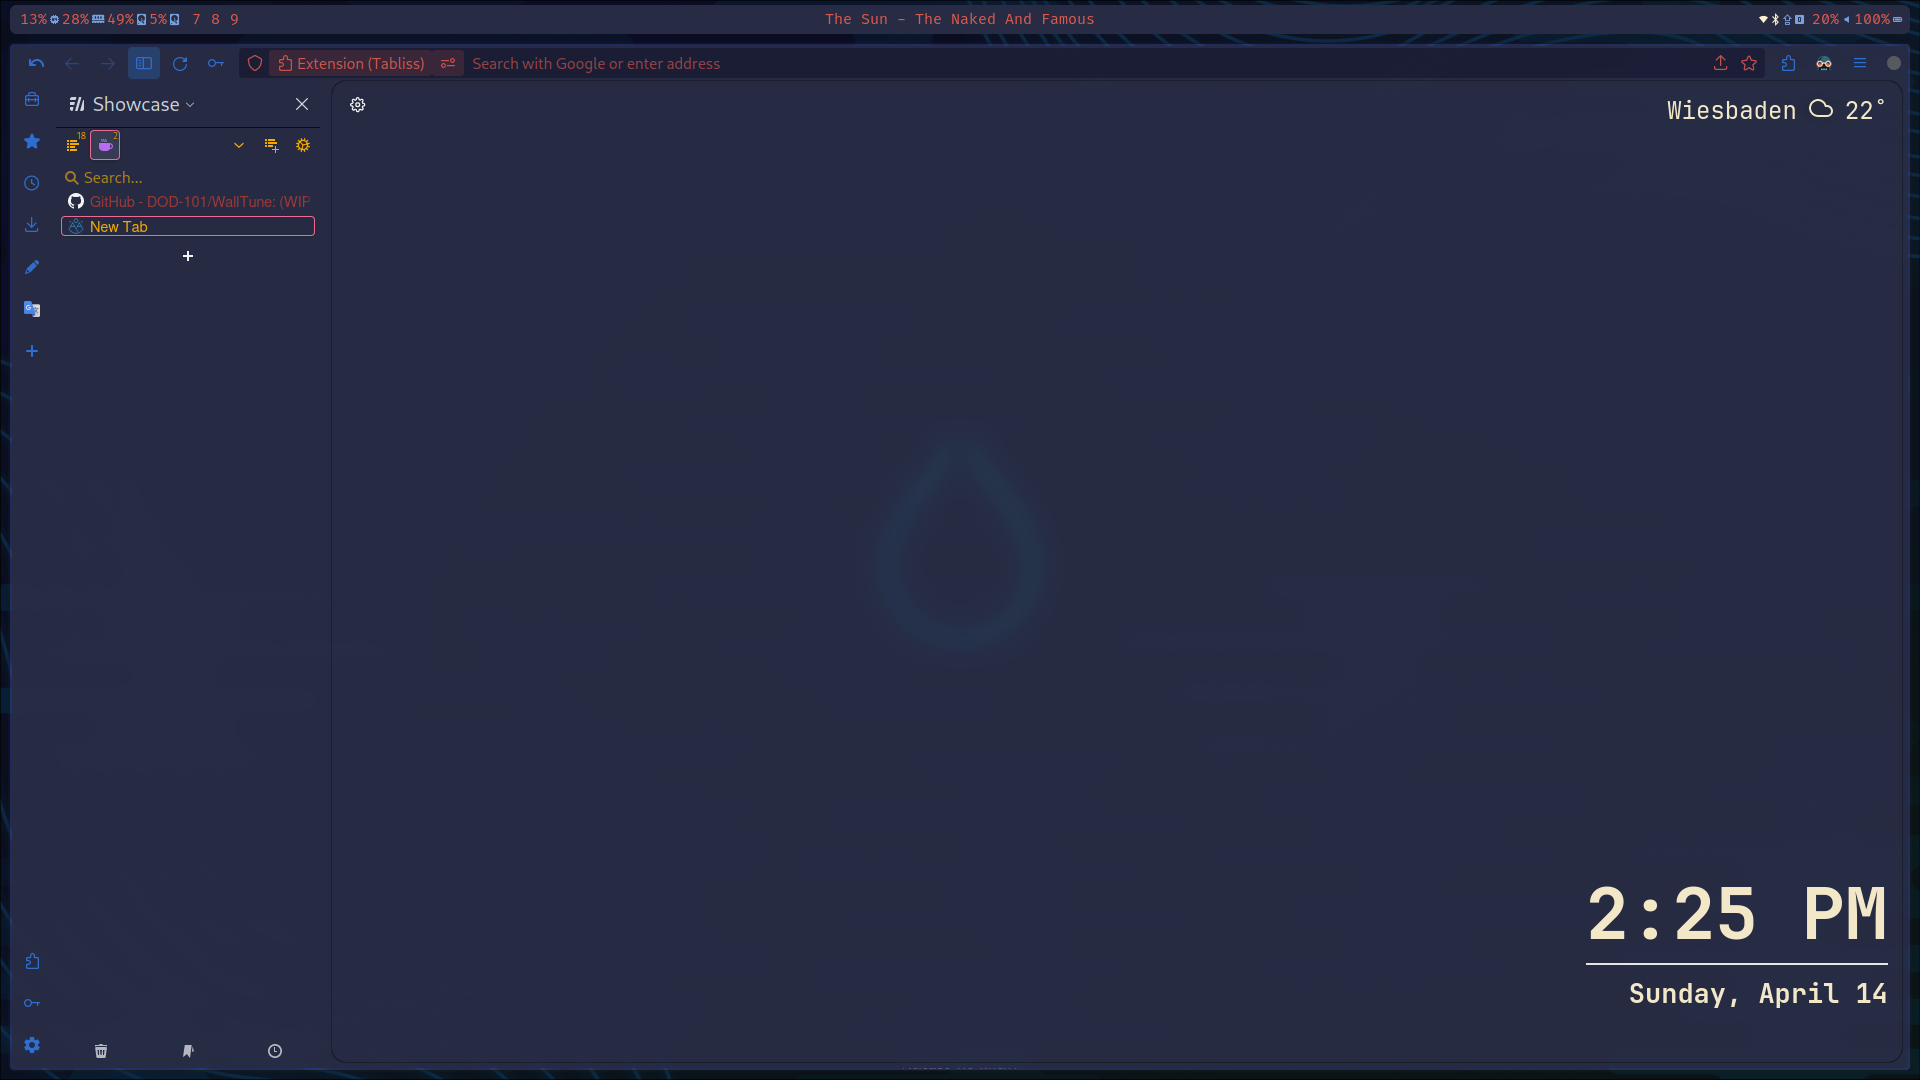 13% 28% 49% 5% 7 8 9
The Sun - The Naked And Famous
20% 100%
Extension (Tabliss)
Search with Google or enter address
Showcase
Wiesbaden 22°
18
2
Search...
GitHub - DOD-101/WallTune: (WIP
New Tab
2:25 PM
Sunday, April 14